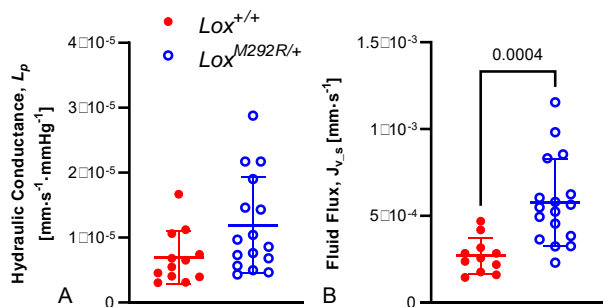 Lox+/+
LoxM292R/+
Hydraulic Conductance, Lp
[mm·s-1·mmHg-1]
4□10-5
3□10-5
2□10-5
1□10-5
0
A
Fluid Flux, Jv_s [mm·s-1]
1.5□10-3
1□10-3
5□10-4
0
0.0004
B